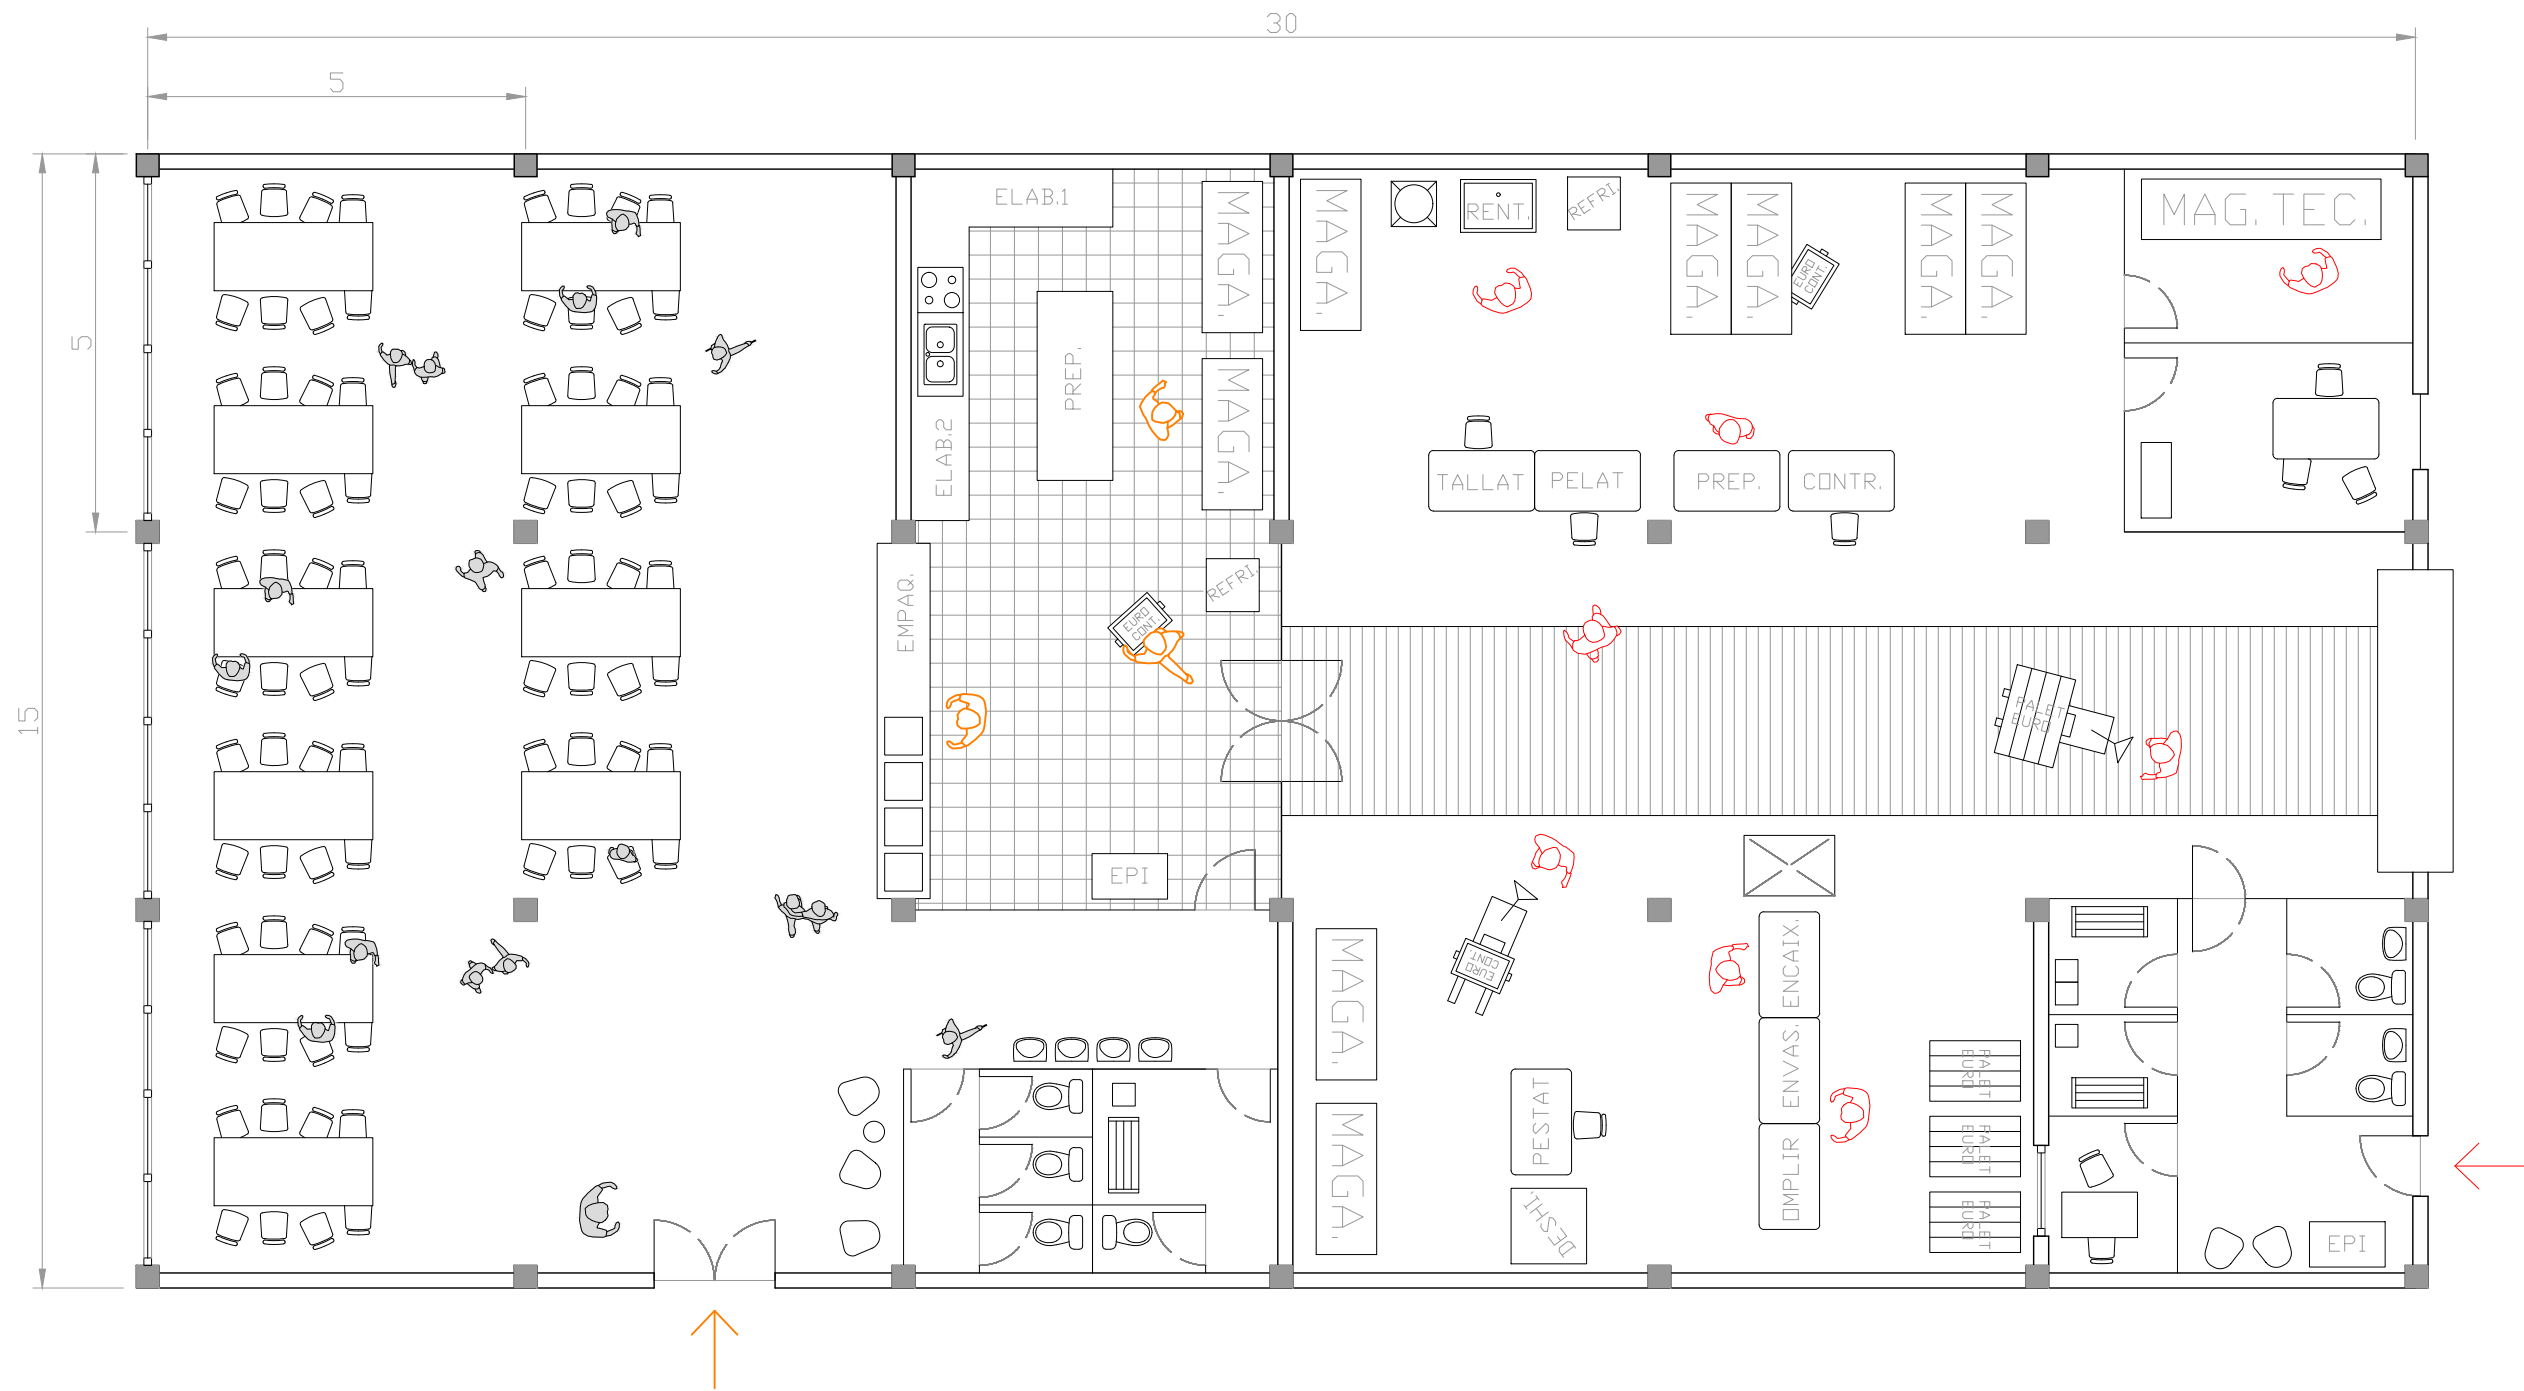 30
5
5
15
ELAB.1
MAGA.
MAGA.
RENT.
REFRI.
MAGA.
MAGA.
EURO
CONT.
MAGA.
MAGA.
MAG. TEC.
PREP.
MAGA.
ELAB.2
TALLAT
PELAT
PREP.
CONTR.
EMPAQ.
REFRI.
EURO
CONT.
PALET
EURO
EPI
MAGA.
EURO
CONT
ENCAIX.
ENVAS.
OMPLIR
PESTAT
MAGA.
DESHI.
PALET
EURO
PALET
EURO
PALET
EURO
EPI